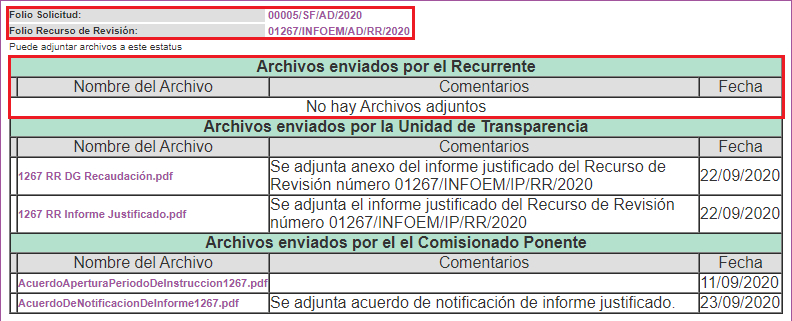 Folio Solicitud: 00005/SF/AD/2020
Folio Recurso de Revisión: 01267/INFOEM/AD/RR/2020
Puede adjuntar archivos a este estatus
Archivos enviados por el Recurrente
Nombre del Archivo Comentarios Fecha
No hay Archivos adjuntos
Archivos enviados por la Unidad de Transparencia
Nombre del Archivo Comentarios Fecha
1267 RR DG Recaudación.pdf Se adjunta anexo del informe justificado del Recurso de Revisión número 01267/INFOEM/IP/RR/2020 22/09/2020
1267 RR Informe Justificado.pdf Se adjunta el informe justificado del Recurso de Revisión número 01267/INFOEM/IP/RR/2020 22/09/2020
Archivos enviados por el el Comisionado Ponente
Nombre del Archivo Comentarios Fecha
AcuerdoAperturaPeriodoDeInstruccion1267.pdf 11/09/2020
AcuerdoDeNotificacionDeInforme1267.pdf Se adjunta acuerdo de notificación de informe justificado. 23/09/2020